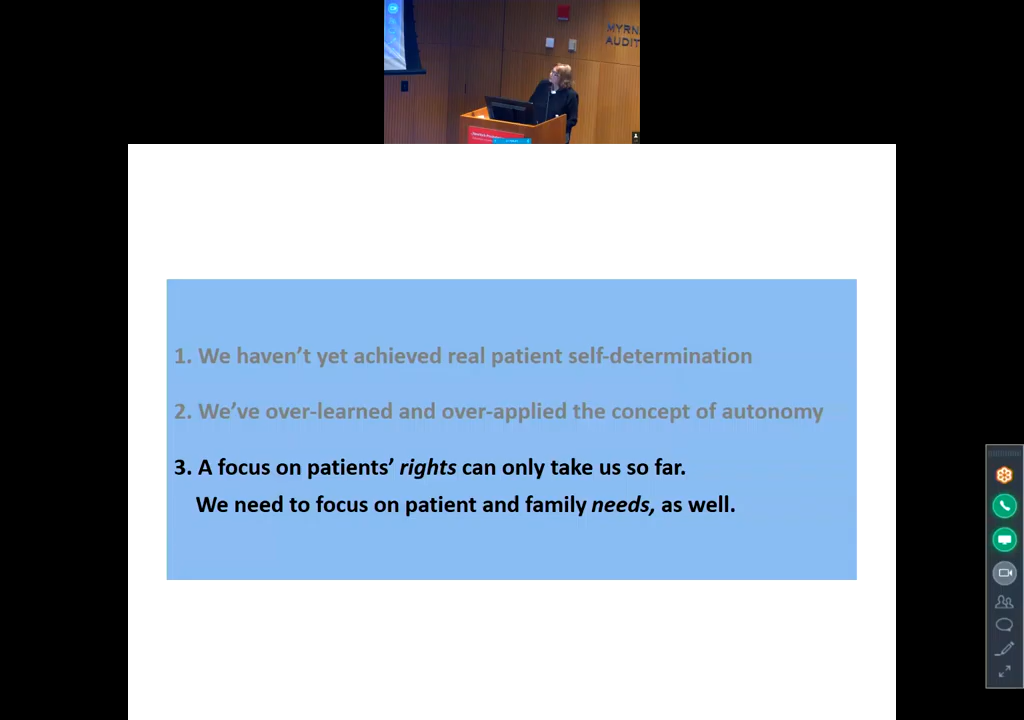 MYRN
AUDIT
1. We haven’t yet achieved real patient self-determination
2. We’ve over-learned and over-applied the concept of autonomy
3. A focus on patients’ rights can only take us so far.
We need to focus on patient and family needs, as well.